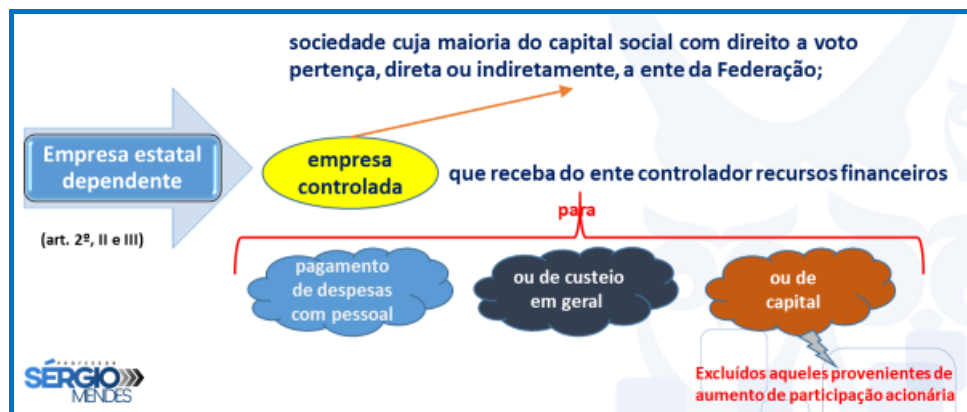 sociedade cuja maioria do capital social com direito a voto
pertença, direta ou indiretamente, a ente da Federação;
Empresa estatal
dependente
empresa
controlada
que receba do ente controlador recursos financeiros
(art. 2º, II e III)
para
pagamento
de despesas
com pessoal
ou de custeio
em geral
ou de
capital
Excluídos aqueles provenientes de
aumento de participação acionária
PROFESSOR
SÉRGIO
MENDES